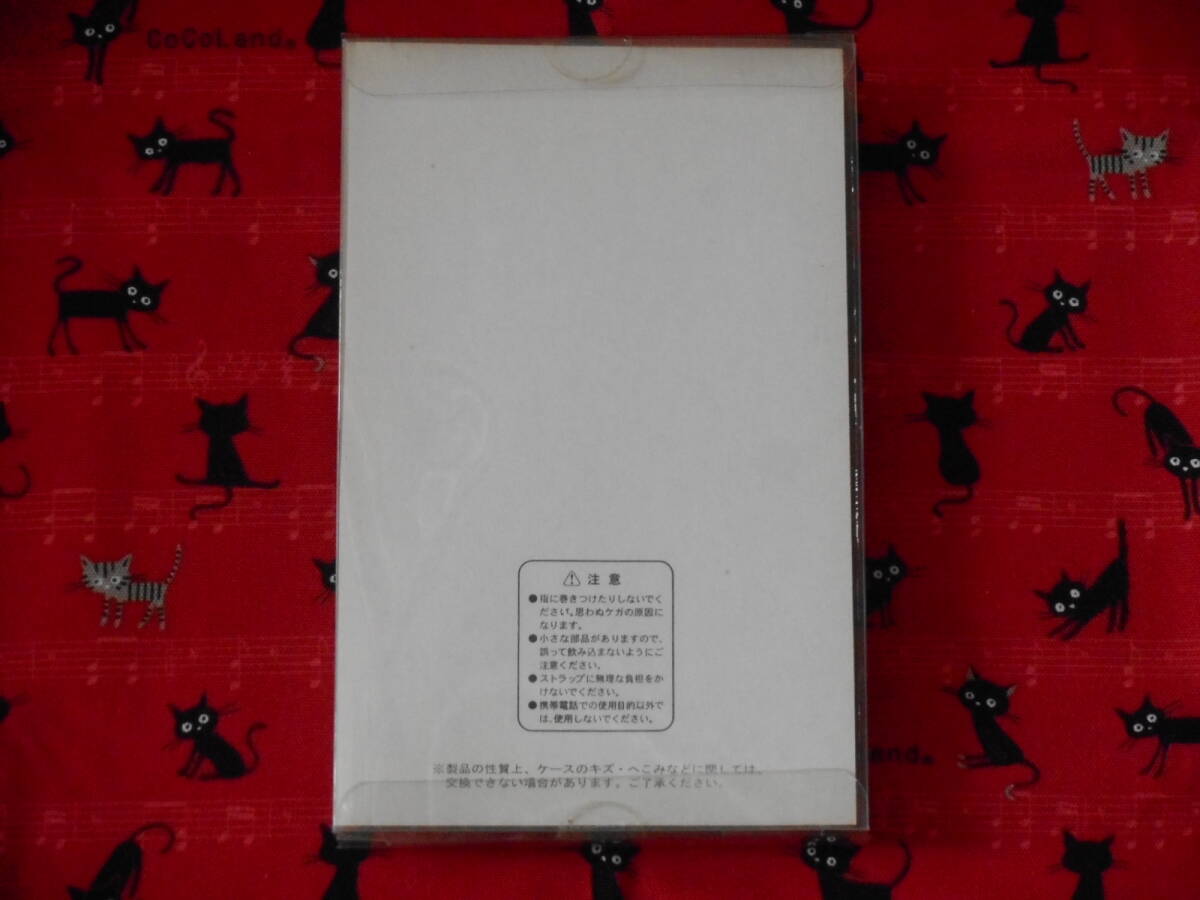 CoCoLand®
⚠ 注意
●指に巻きつけたりしないでく
ださい。思わぬケガの原因に
なります。
●小さな部品がありますので、
誤って飲み込まないようにご
注意ください。
●ストラップに無理な負担をか
けないでください。
●携帯電話での使用目的以外で
は、使用しないでください。
※製品の性質上、ケースのキズ・へこみなどに関しては、
交換できない場合があります。ご了承ください。
Land®